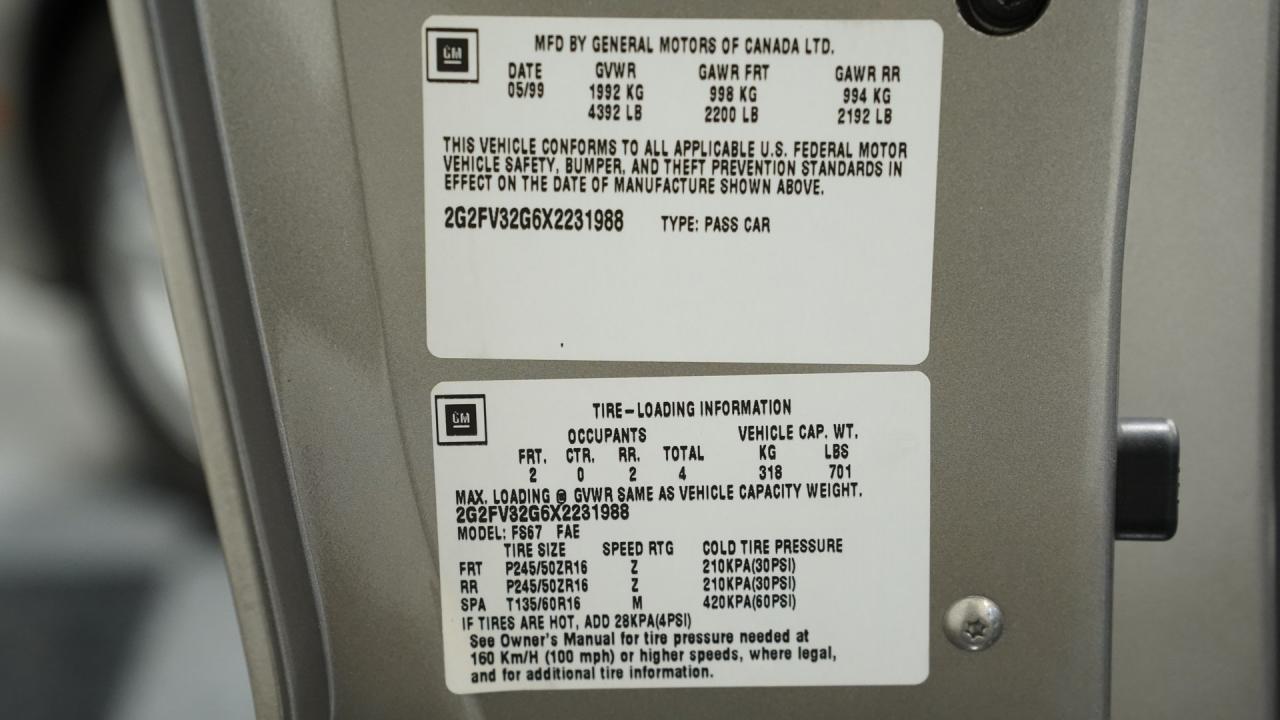 GM
MFD BY GENERAL MOTORS OF CANADA LTD.
DATE GVWR GAWR FRT GAWR RR
05/99 1992 KG 998 KG 994 KG
4392 LB 2200 LB 2192 LB
THIS VEHICLE CONFORMS TO ALL APPLICABLE U.S. FEDERAL MOTOR
VEHICLE SAFETY, BUMPER, AND THEFT PREVENTION STANDARDS IN
EFFECT ON THE DATE OF MANUFACTURE SHOWN ABOVE.
2G2FV32G6X2231988 TYPE: PASS CAR
GM
TIRE-LOADING INFORMATION
OCCUPANTS VEHICLE CAP. WT.
FRT. CTR. RR. TOTAL KG LBS
2 0 2 4 318 701
MAX. LOADING @ GVWR SAME AS VEHICLE CAPACITY WEIGHT.
2G2FV32G6X2231988
MODEL: FS67 FAE
TIRE SIZE SPEED RTG COLD TIRE PRESSURE
FRT P245/50ZR16 Z 210KPA(30PSI)
RR P245/50ZR16 Z 210KPA(30PSI)
SPA T135/60R16 M 420KPA(60PSI)
IF TIRES ARE HOT, ADD 28KPA(4PSI)
See Owner's Manual for tire pressure needed at
160 Km/H (100 mph) or higher speeds, where legal,
and for additional tire information.